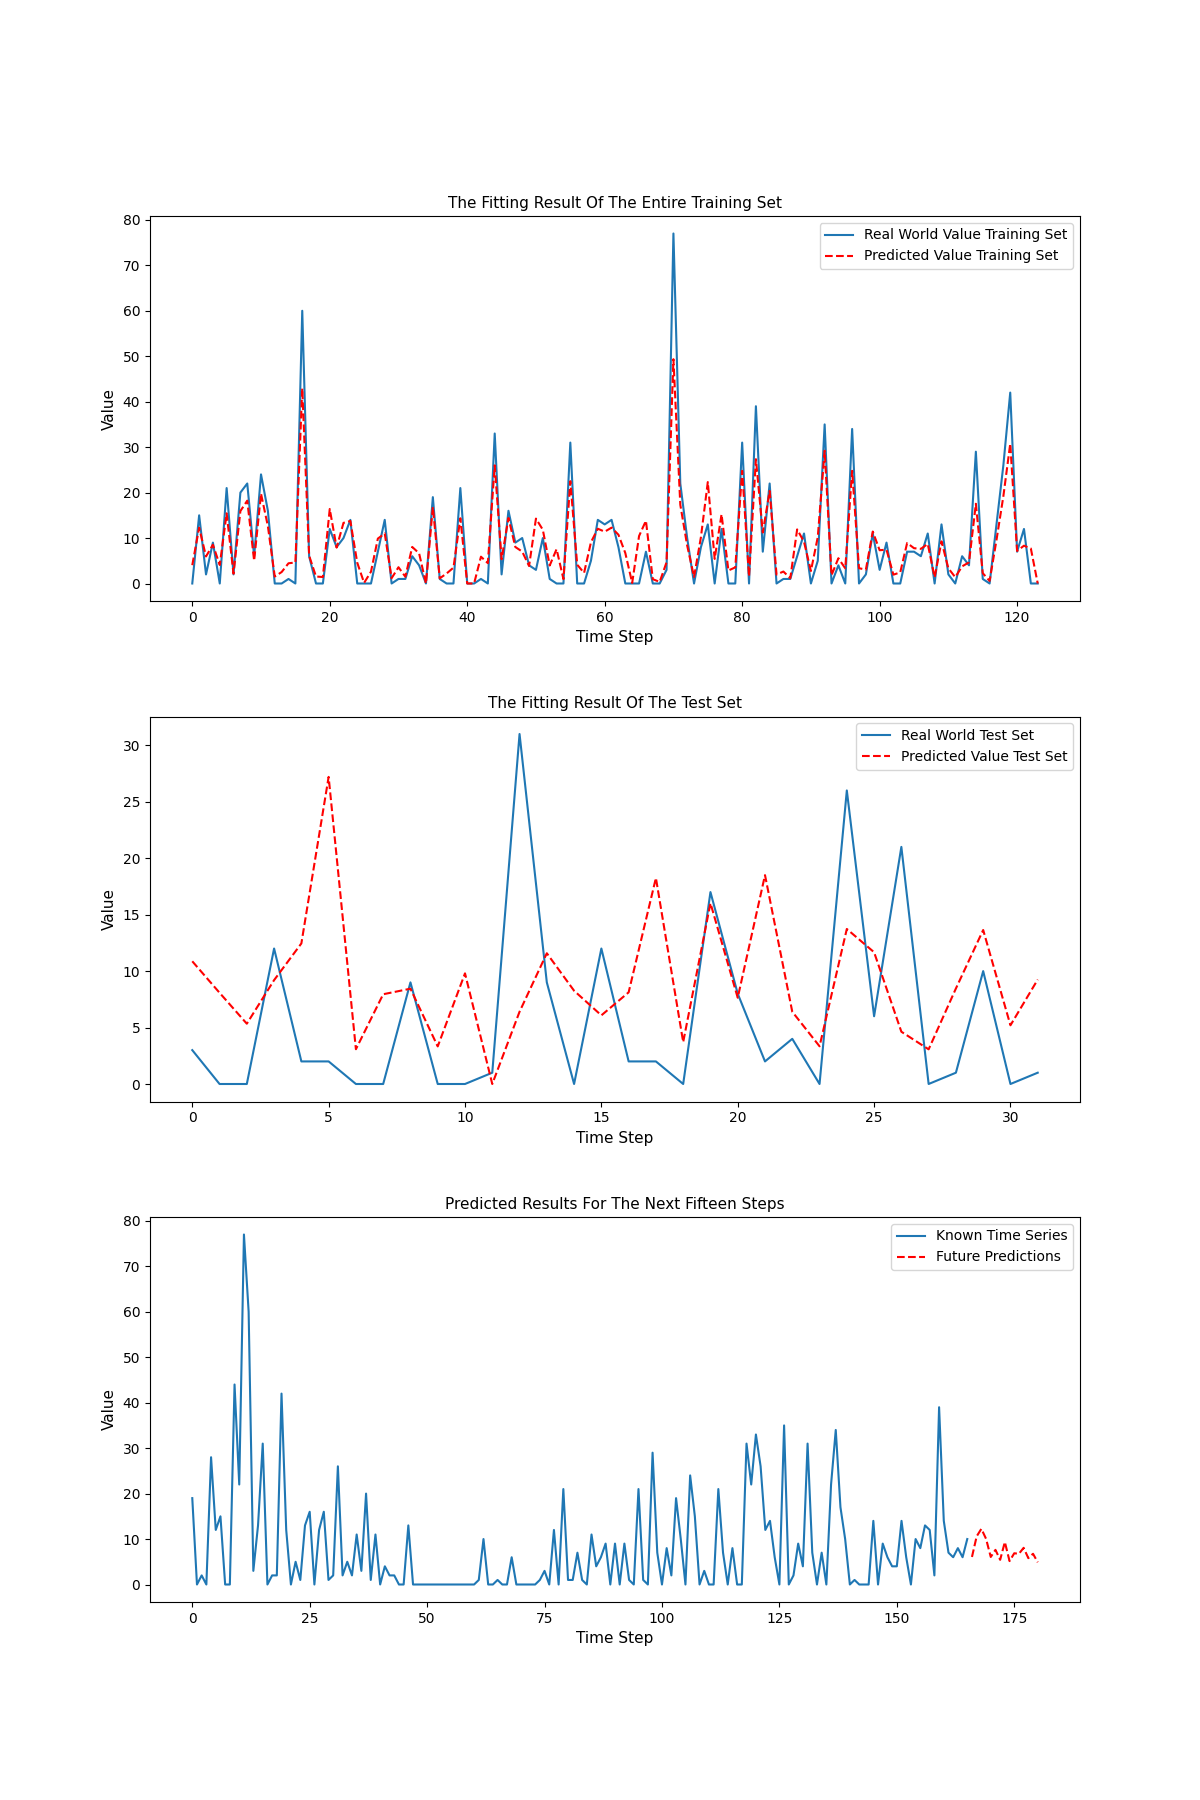 The Fitting Result Of The Entire Training Set
80
70
60
50
40
30
20
10
0
Value
Real World Value Training Set
Predicted Value Training Set
0 20 40 60 80 100 120
Time Step
The Fitting Result Of The Test Set
30
25
20
15
10
5
0
Value
Real World Test Set
Predicted Value Test Set
0 5 10 15 20 25 30
Time Step
Predicted Results For The Next Fifteen Steps
80
70
60
50
40
30
20
10
0
Value
Known Time Series
Future Predictions
0 25 50 75 100 125 150 175
Time Step